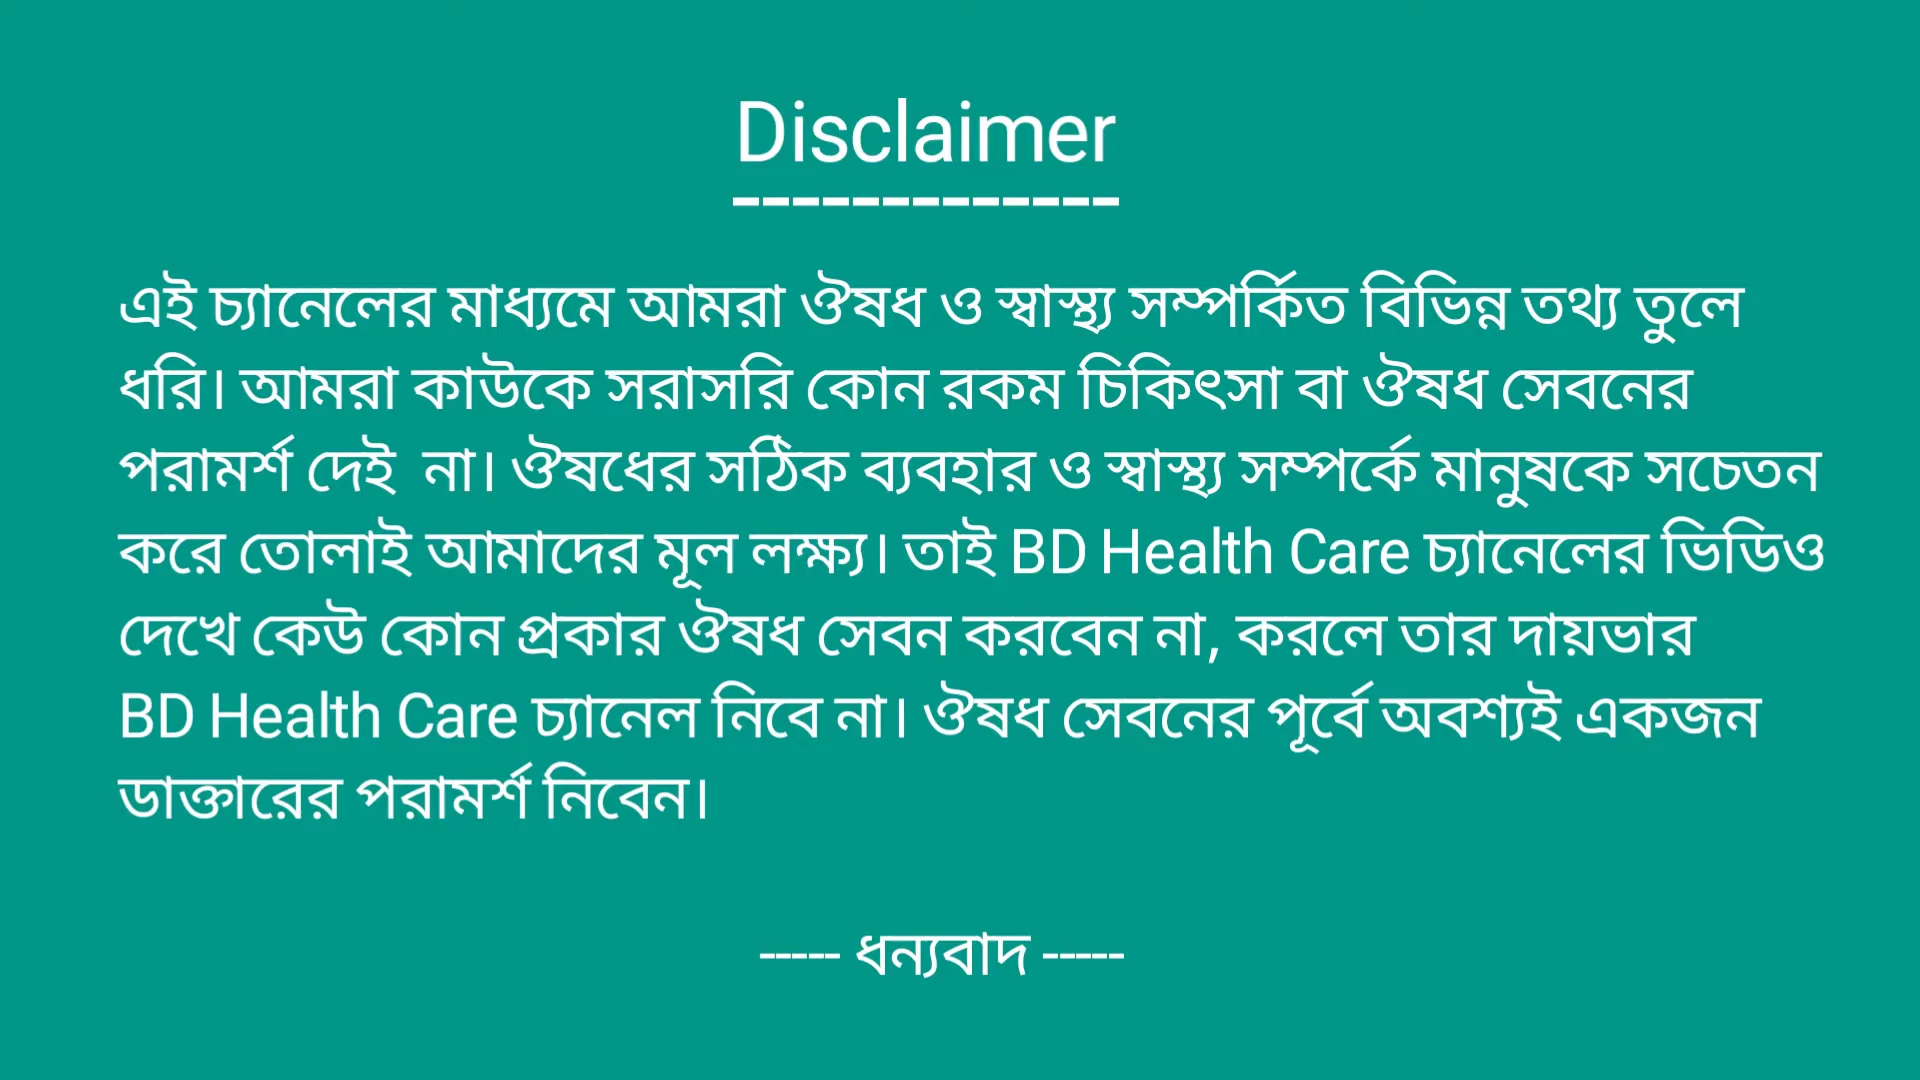 Disclaimer
-------------
এই চ্যানেলের মাধ্যমে আমরা ঔষধ ও স্বাস্থ্য সম্পর্কিত বিভিন্ন তথ্য তুলে
ধরি। আমরা কাউকে সরাসরি কোন রকম চিকিৎসা বা ঔষধ সেবনের
পরামর্শ দেই  না। ঔষধের সঠিক ব্যবহার ও স্বাস্থ্য সম্পর্কে মানুষকে সচেতন
করে তোলাই আমাদের মূল লক্ষ্য। তাই BD Health Care চ্যানেলের ভিডিও
দেখে কেউ কোন প্রকার ঔষধ সেবন করবেন না, করলে তার দায়ভার
BD Health Care চ্যানেল নিবে না। ঔষধ সেবনের পূর্বে অবশ্যই একজন
ডাক্তারের পরামর্শ নিবেন।
----- ধন্যবাদ -----